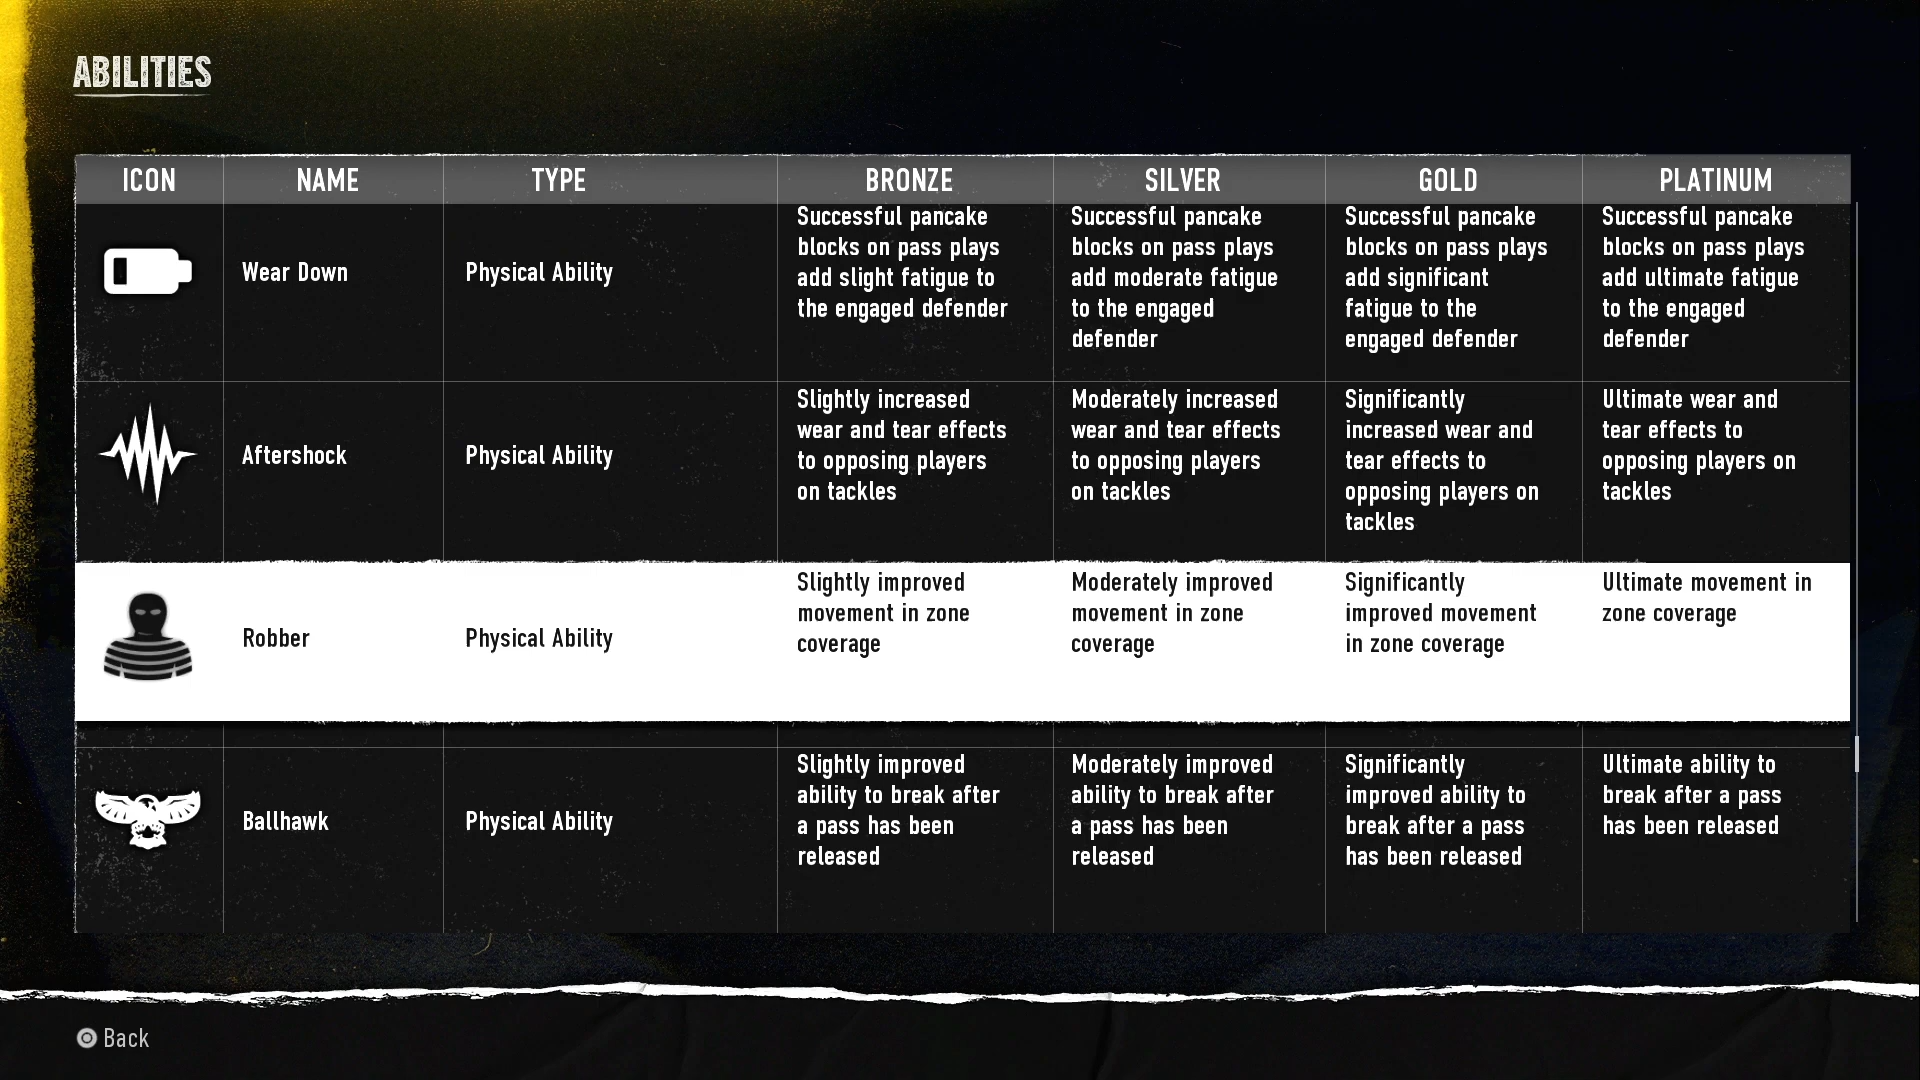 ABILITIES
ICON NAME TYPE BRONZE SILVER GOLD PLATINUM
Wear Down
Physical Ability
Successful pancake
blocks on pass plays
add slight fatigue to
the engaged defender
Successful pancake
blocks on pass plays
add moderate fatigue
to the engaged
defender
Successful pancake
blocks on pass plays
add significant
fatigue to the
engaged defender
Successful pancake
blocks on pass plays
add ultimate fatigue
to the engaged
defender
Aftershock
Physical Ability
Slightly increased
wear and tear effects
to opposing players
on tackles
Moderately increased
wear and tear effects
to opposing players
on tackles
Significantly
increased wear and
tear effects to
opposing players on
tackles
Ultimate wear and
tear effects to
opposing players on
tackles
Robber
Physical Ability
Slightly improved
movement in zone
coverage
Moderately improved
movement in zone
coverage
Significantly
improved movement
in zone coverage
Ultimate movement in
zone coverage
Ballhawk
Physical Ability
Slightly improved
ability to break after
a pass has been
released
Moderately improved
ability to break after
a pass has been
released
Significantly
improved ability to
break after a pass
has been released
Ultimate ability to
break after a pass
has been released
Back